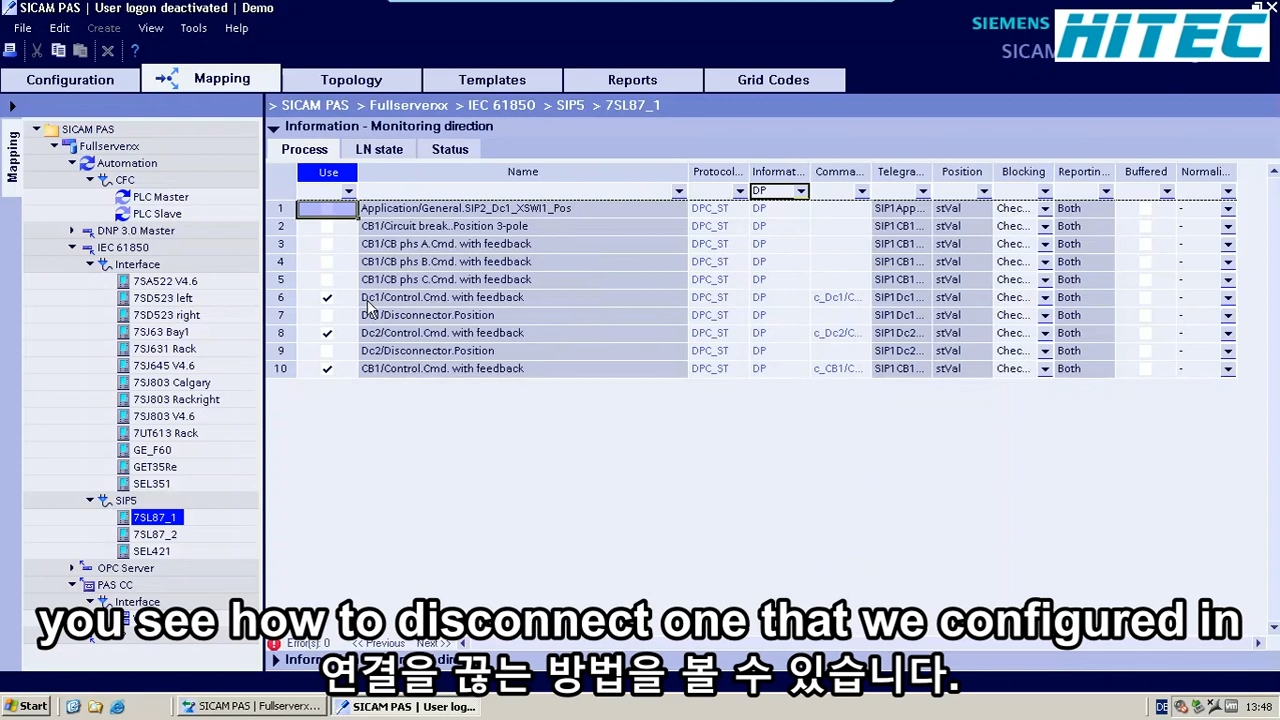 SICAM PAS | User logon deactivated | Demo
File Edit Create View Tools Help
SIEMENS
SICAM
HITEC
Configuration Mapping Topology Templates Reports Grid Codes
Mapping
> SICAM PAS > Fullserverxx > IEC 61850 > SIP5 > 7SL87_1
Information - Monitoring direction
Process LN state Status
SICAM PAS
Fullserverxx
Automation
CFC
PLC Master
PLC Slave
DNP 3.0 Master
IEC 61850
Interface
7SA522 V4.6
7SD523 left
7SD523 right
7SJ63 Bay1
7SJ631 Rack
7SJ645 V4.6
7SJ803 Calgary
7SJ803 Rackright
7SJ803 V4.6
7UT613 Rack
GE_F60
GET35Re
SEL351
SIP5
7SL87_1
7SL87_2
SEL421
OPC Server
PAS CC
Interface
Use Name Protocol... Informat... Comma... Telegra... Position Blocking Reportin... Buffered Normali...
DP
1 Application/General.SIP2_Dc1_XSWI1_Pos DPC_ST DP SIP1App... stVal Chec... Both -
2 CB1/Circuit break..Position 3-pole DPC_ST DP SIP1CB1... stVal Chec... Both -
3 CB1/CB phs A.Cmd. with feedback DPC_ST DP SIP1CB1... stVal Chec... Both -
4 CB1/CB phs B.Cmd. with feedback DPC_ST DP SIP1CB1... stVal Chec... Both -
5 CB1/CB phs C.Cmd. with feedback DPC_ST DP SIP1CB1... stVal Chec... Both -
6 Dc1/Control.Cmd. with feedback DPC_ST DP c_Dc1/C... SIP1Dc1... stVal Chec... Both -
7 Dc1/Disconnector.Position DPC_ST DP SIP1Dc1... stVal Chec... Both -
8 Dc2/Control.Cmd. with feedback DPC_ST DP c_Dc2/C... SIP1Dc2... stVal Chec... Both -
9 Dc2/Disconnector.Position DPC_ST DP SIP1Dc2... stVal Chec... Both -
10 CB1/Control.Cmd. with feedback DPC_ST DP c_CB1/C... SIP1CB1... stVal Chec... Both -
you see how to disconnect one that we configured in
연결을 끊는 방법을 볼 수 있습니다.
Error(s): << Previous Next >>
Start SICAM PAS | Fullserverxx... SICAM PAS | User log... DE 13:48